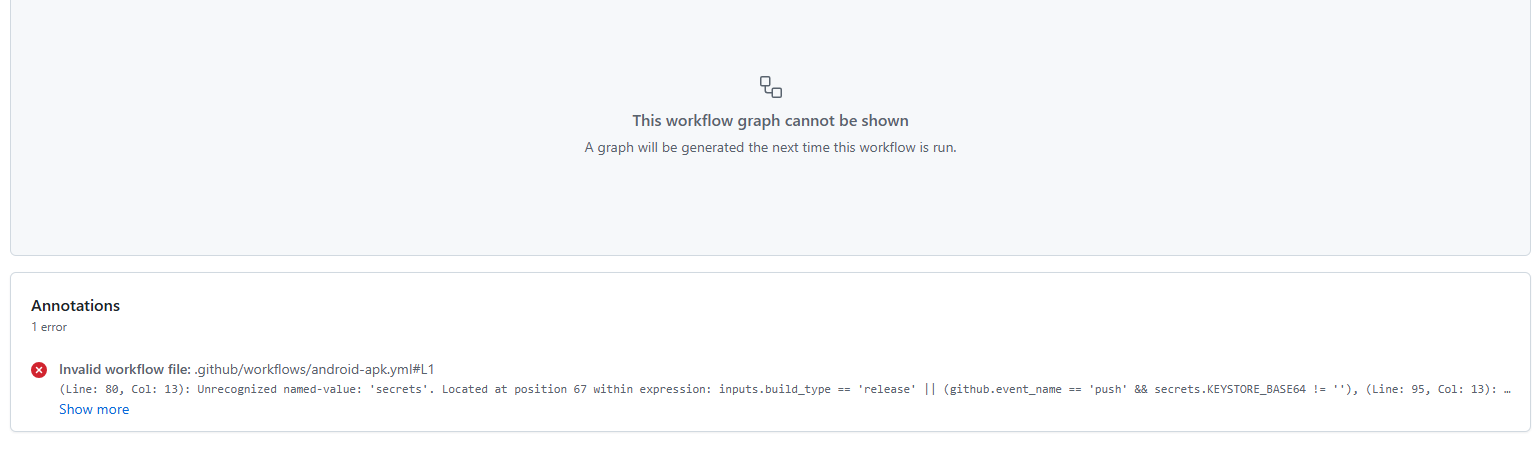 This workflow graph cannot be shown
A graph will be generated the next time this workflow is run.
Annotations
1 error
Invalid workflow file: .github/workflows/android-apk.yml#L1
(Line: 80, Col: 13): Unrecognized named-value: 'secrets'. Located at position 67 within expression: inputs.build_type == 'release' || (github.event_name == 'push' && secrets.KEYSTORE_BASE64 != ''), (Line: 95, Col: 13): …
Show more